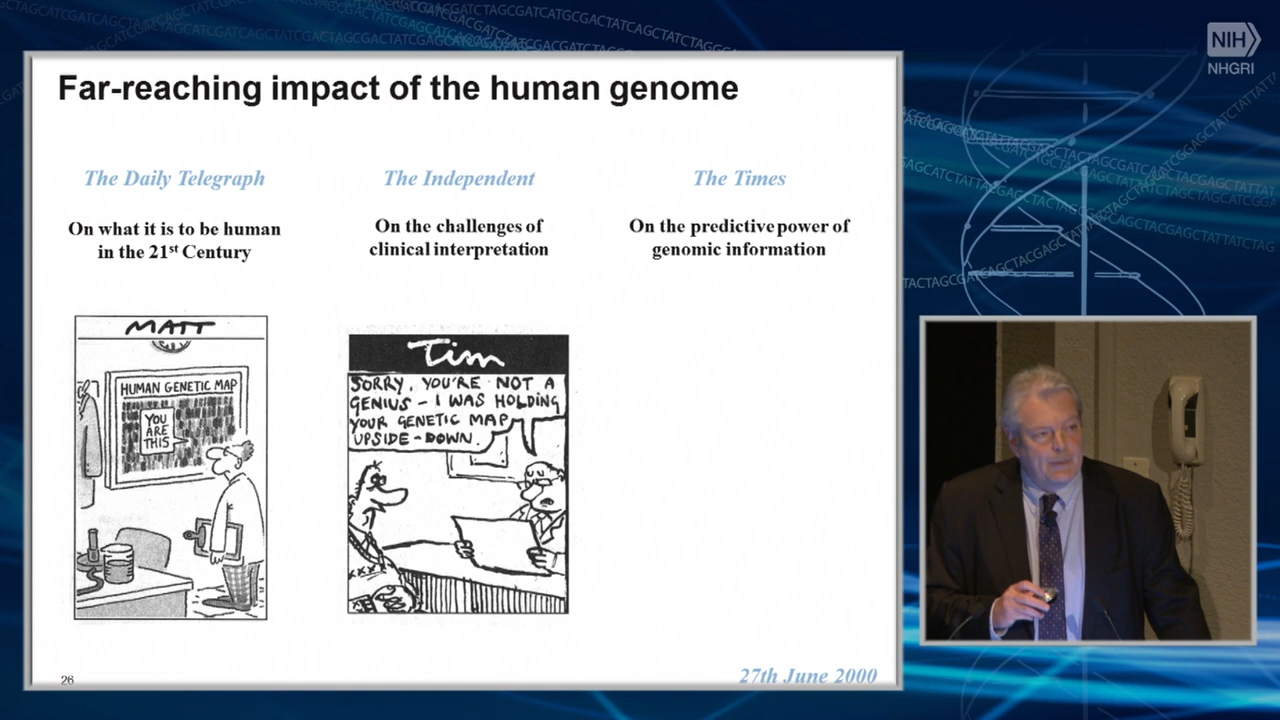 NIH
NHGRI
Far-reaching impact of the human genome
The Daily Telegraph
On what it is to be human
in the 21st Century
MATT
HUMAN GENETIC MAP
YOU
ARE
THIS
The Independent
On the challenges of
clinical interpretation
Tim
SORRY, YOU'RE NOT A
GENIUS - I WAS HOLDING
YOUR GENETIC MAP
UPSIDE-DOWN.
The Times
On the predictive power of
genomic information
26
27th June 2000